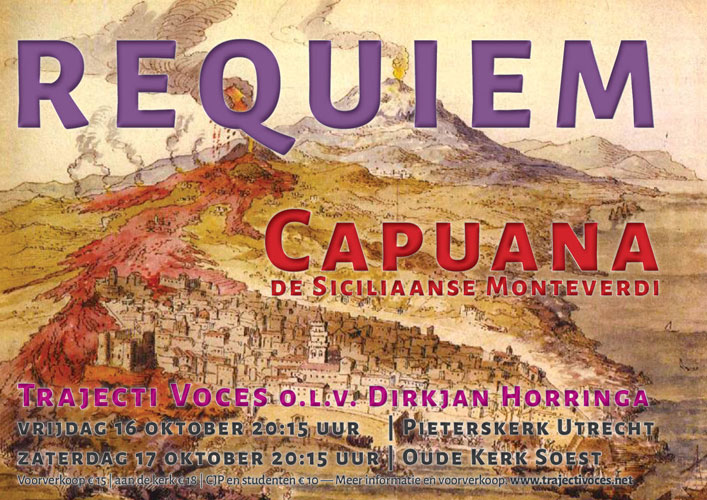 REQUIEM
CAPUANA
DE SICILIAANSE MONTEVERDI
TRAJECTI VOCES O.L.V. DIRKJAN HORRINGA
VRIJDAG 16 OKTOBER 20:15 UUR | PIETERSKERK UTRECHT
ZATERDAG 17 OKTOBER 20:15 UUR | OUDE KERK SOEST
Voorverkoop € 15 | aan de kerk € 18 | CJP en studenten € 10 — Meer informatie en voorverkoop: www.trajectivoces.net